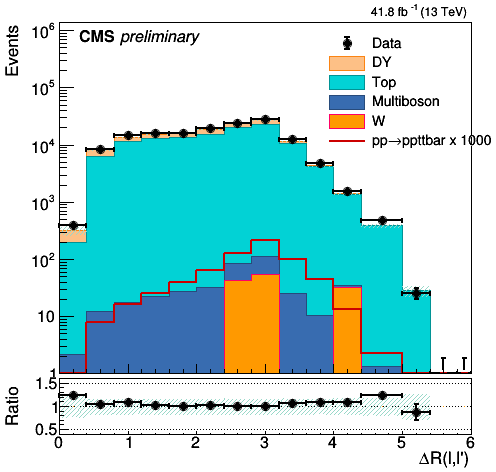 41.8 fb⁻¹ (13 TeV)
CMS preliminary
Events
10⁶
10⁵
10⁴
10³
10²
10
1
Data
DY
Top
Multiboson
W
pp→ppttbar x 1000
Ratio
1.5
1
0.5
0 1 2 3 4 5 6
ΔR(l,l')